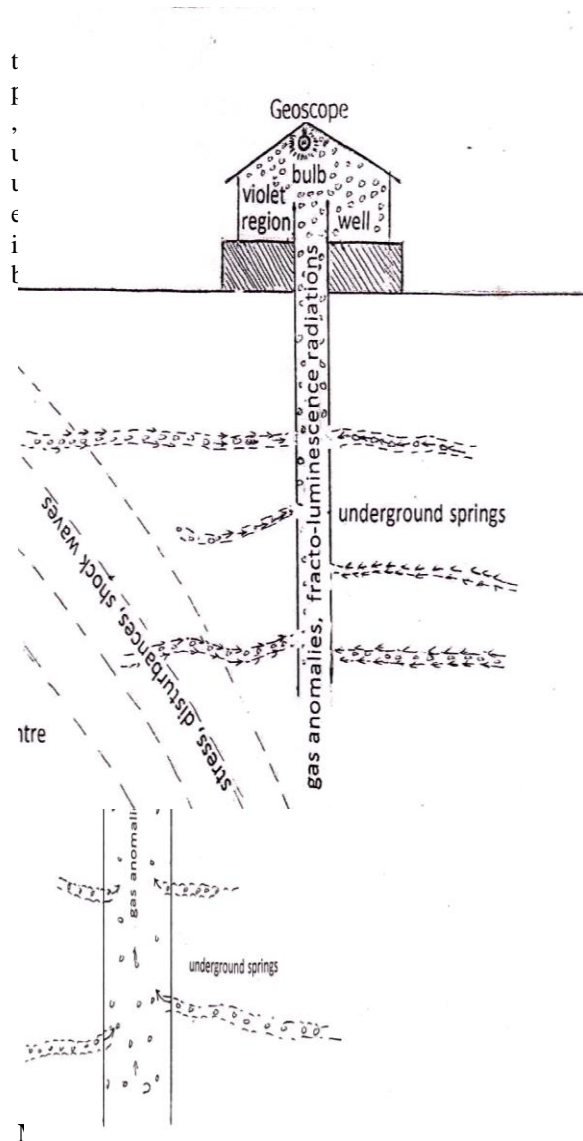 t
p
,
u
u
e
i
b
Geoscope
bulb
violet
region
well
gas anomalies, fracto-luminescence radiations
underground springs
stress, disturbances, shock waves
ntre
gas anomali
underground springs